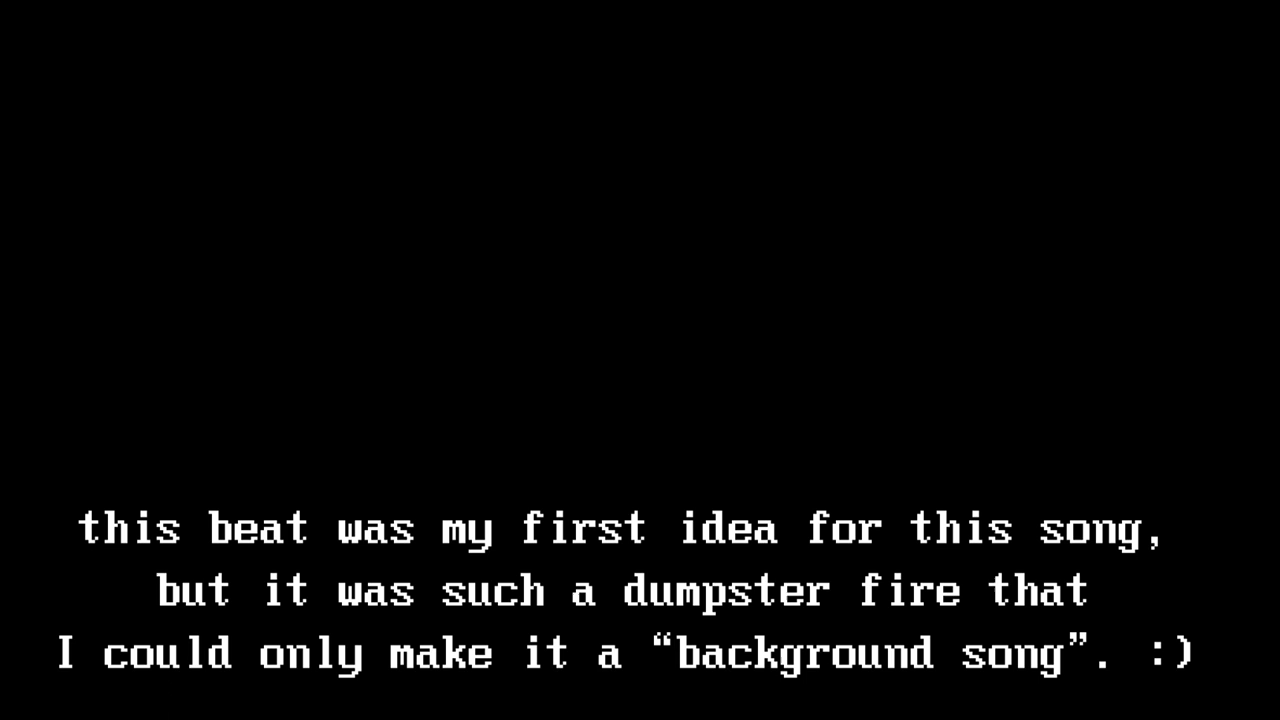 this beat was my first idea for this song,
but it was such a dumpster fire that
I could only make it a “background song”. :)